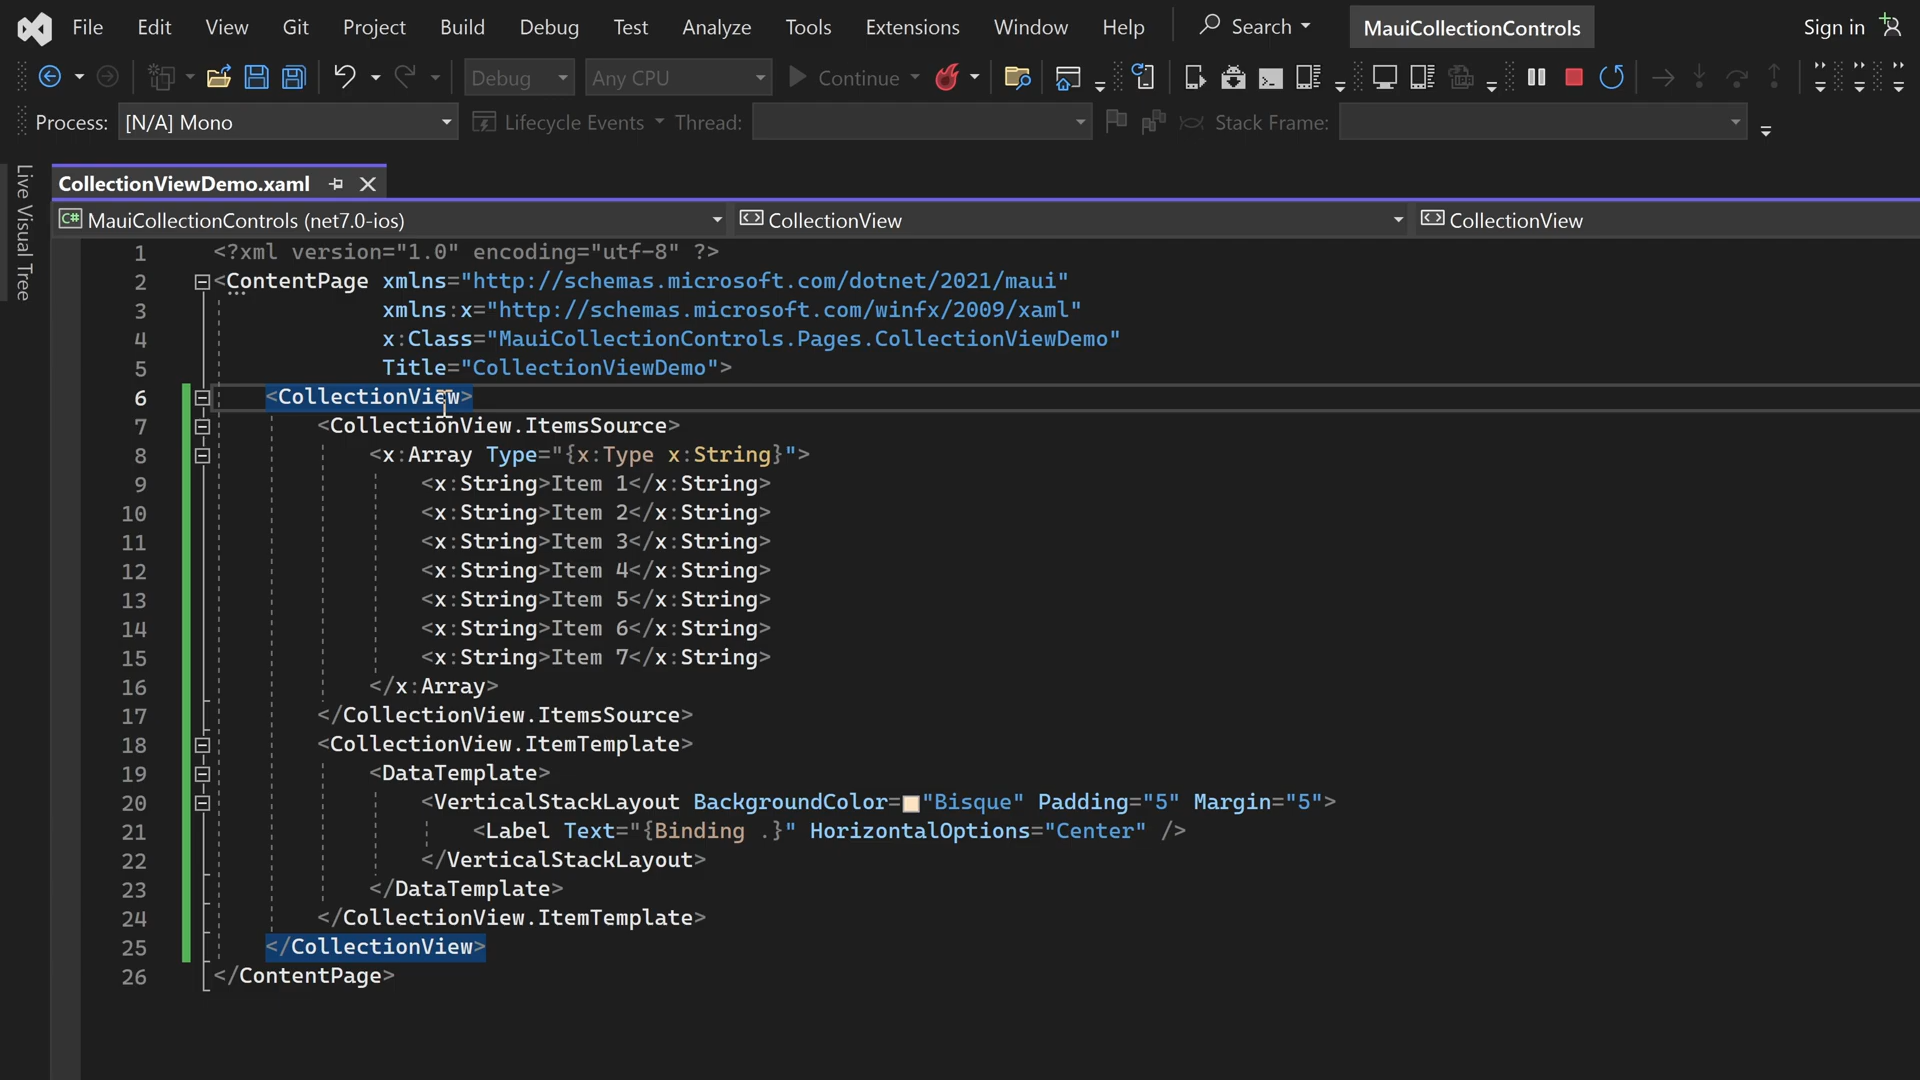 File Edit View Git Project Build Debug Test Analyze Tools Extensions Window Help Search MauiCollectionControls Sign in
Debug Any CPU Continue
Process: [N/A] Mono Lifecycle Events Thread: Stack Frame:
Live Visual Tree
CollectionViewDemo.xaml
C# MauiCollectionControls (net7.0-ios) CollectionView CollectionView
1 <?xml version="1.0" encoding="utf-8" ?>
2 <ContentPage xmlns="http://schemas.microsoft.com/dotnet/2021/maui"
3 xmlns:x="http://schemas.microsoft.com/winfx/2009/xaml"
4 x:Class="MauiCollectionControls.Pages.CollectionViewDemo"
5 Title="CollectionViewDemo">
6 <CollectionView>
7 <CollectionView.ItemsSource>
8 <x:Array Type="{x:Type x:String}">
9 <x:String>Item 1</x:String>
10 <x:String>Item 2</x:String>
11 <x:String>Item 3</x:String>
12 <x:String>Item 4</x:String>
13 <x:String>Item 5</x:String>
14 <x:String>Item 6</x:String>
15 <x:String>Item 7</x:String>
16 </x:Array>
17 </CollectionView.ItemsSource>
18 <CollectionView.ItemTemplate>
19 <DataTemplate>
20 <VerticalStackLayout BackgroundColor="Bisque" Padding="5" Margin="5">
21 <Label Text="{Binding .}" HorizontalOptions="Center" />
22 </VerticalStackLayout>
23 </DataTemplate>
24 </CollectionView.ItemTemplate>
25 </CollectionView>
26 </ContentPage>